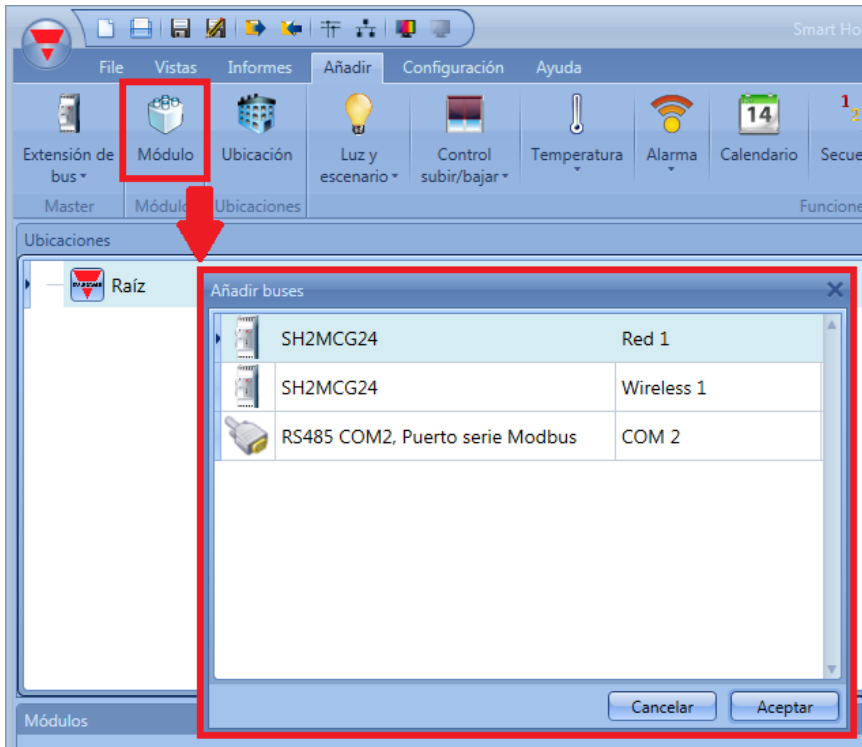 Smart Ho
File Vistas Informes Añadir Configuración Ayuda
Extensión de bus
Módulo
Ubicación
Luz y escenario
Control subir/bajar
Temperatura
Alarma
14
Calendario
1
2
Secue
Master
Módulo
Ubicaciones
Funcione
Ubicaciones
Raíz
Añadir buses
SH2MCG24 Red 1
SH2MCG24 Wireless 1
RS485 COM2, Puerto serie Modbus COM 2
Cancelar Aceptar
Módulos